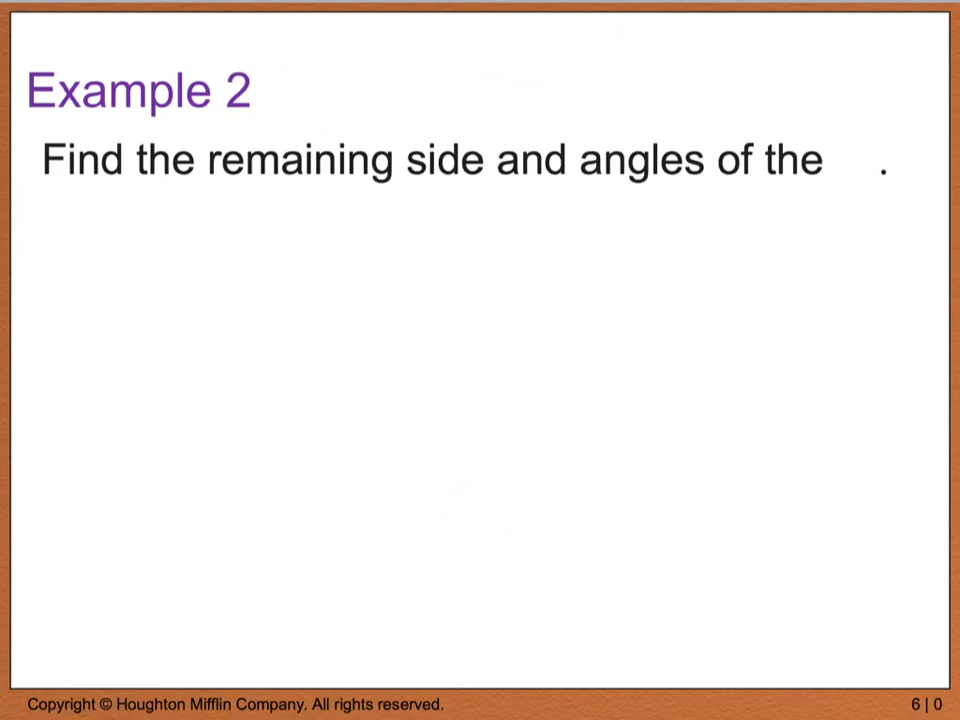 Example 2
Find the remaining side and angles of the .
Copyright © Houghton Mifflin Company. All rights reserved.
6 | 0